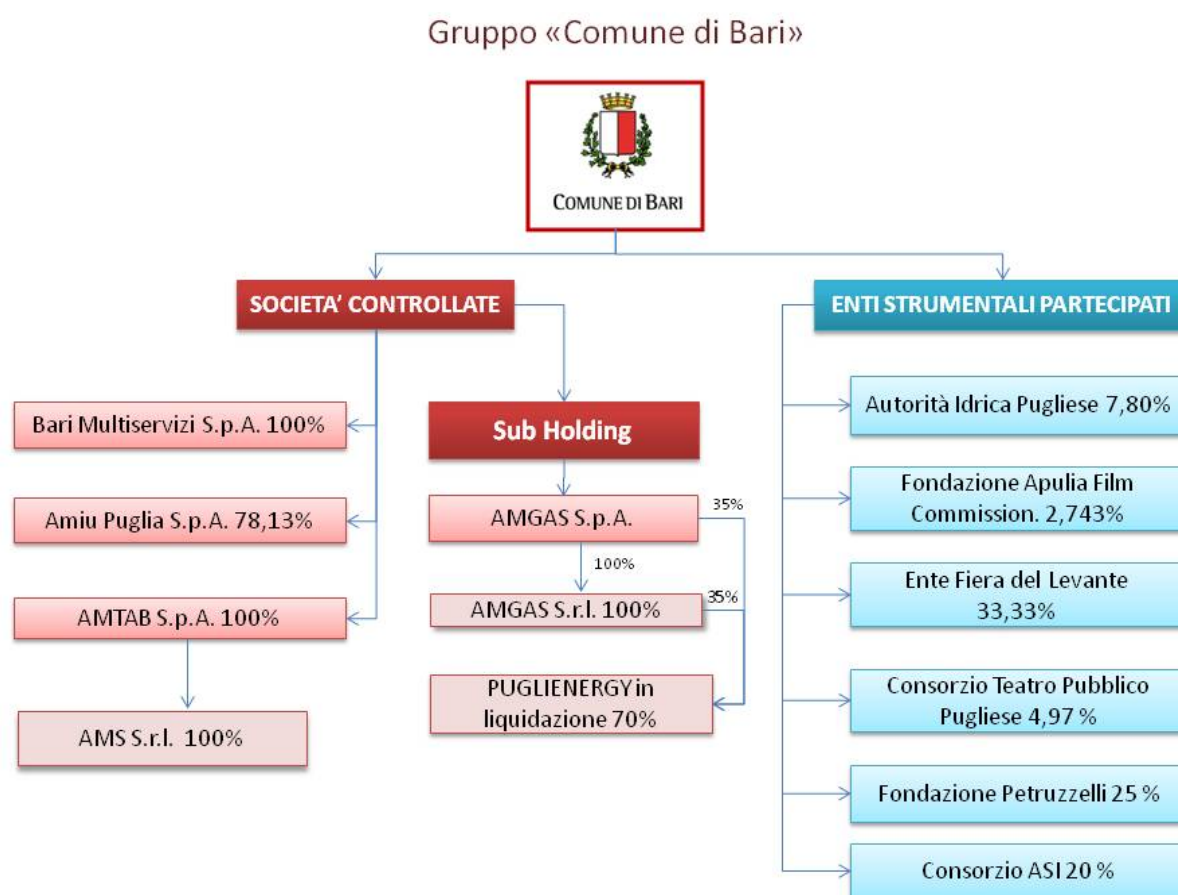 Gruppo «Comune di Bari»
COMUNE DI BARI
SOCIETA’ CONTROLLATE
Bari Multiservizi S.p.A. 100%
Amiu Puglia S.p.A. 78,13%
AMTAB S.p.A. 100%
AMS S.r.l. 100%
Sub Holding
AMGAS S.p.A.
35%
100%
AMGAS S.r.l. 100%
35%
PUGLIENERGY in
liquidazione 70%
ENTI STRUMENTALI PARTECIPATI
Autorità Idrica Pugliese 7,80%
Fondazione Apulia Film
Commission. 2,743%
Ente Fiera del Levante
33,33%
Consorzio Teatro Pubblico
Pugliese 4,97 %
Fondazione Petruzzelli 25 %
Consorzio ASI 20 %